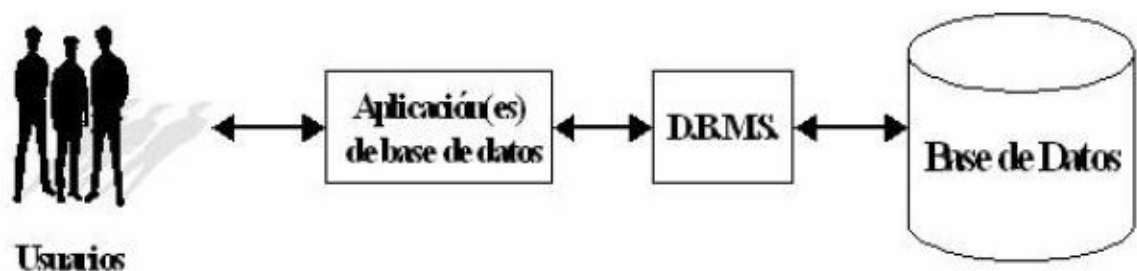 Usuarios
Aplicación(es)
de base de datos
D.B.M.S.
Base de Datos